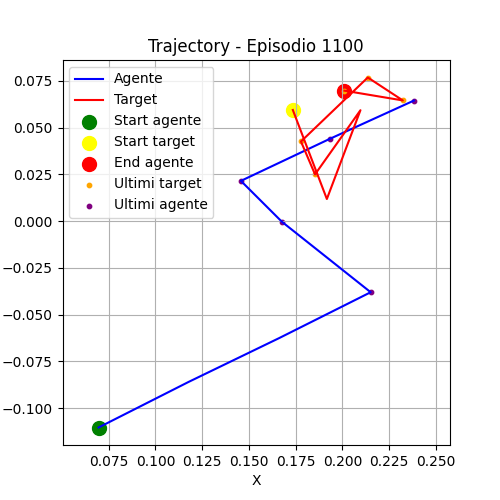 Trajectory - Episodio 1100
Agente
Target
Start agente
Start target
End agente
Ultimi target
Ultimi agente
0.075
0.050
0.025
0.000
−0.025
−0.050
−0.075
−0.100
0.075 0.100 0.125 0.150 0.175 0.200 0.225 0.250
X